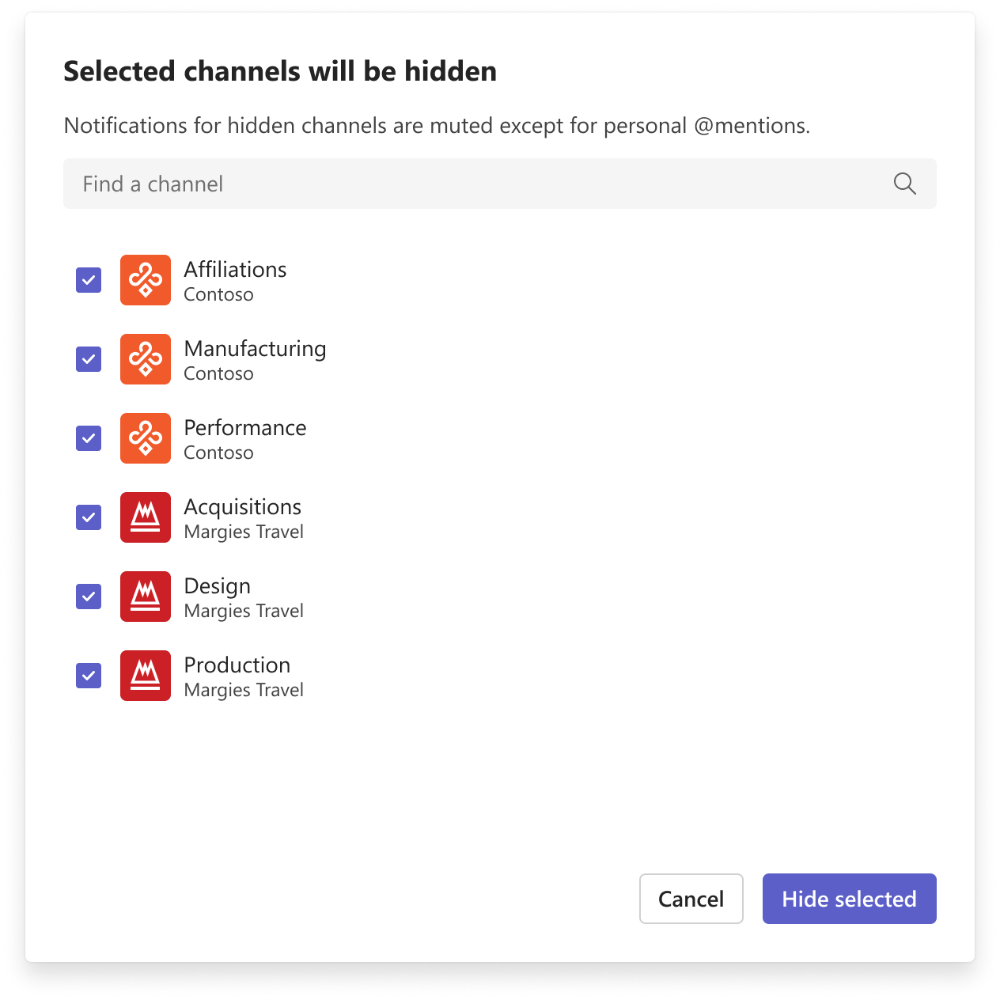 Selected channels will be hidden
Notifications for hidden channels are muted except for personal @mentions.
Find a channel
Affiliations
Contoso
Manufacturing
Contoso
Performance
Contoso
Acquisitions
Margies Travel
Design
Margies Travel
Production
Margies Travel
Cancel
Hide selected